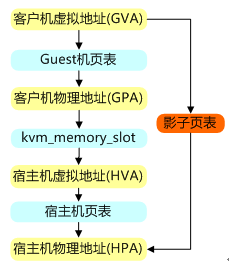 客户机虚拟地址(GVA)
Guest机页表
客户机物理地址(GPA)
影子页表
kvm_memory_slot
宿主机虚拟地址(HVA)
宿主机页表
宿主机物理地址(HPA)